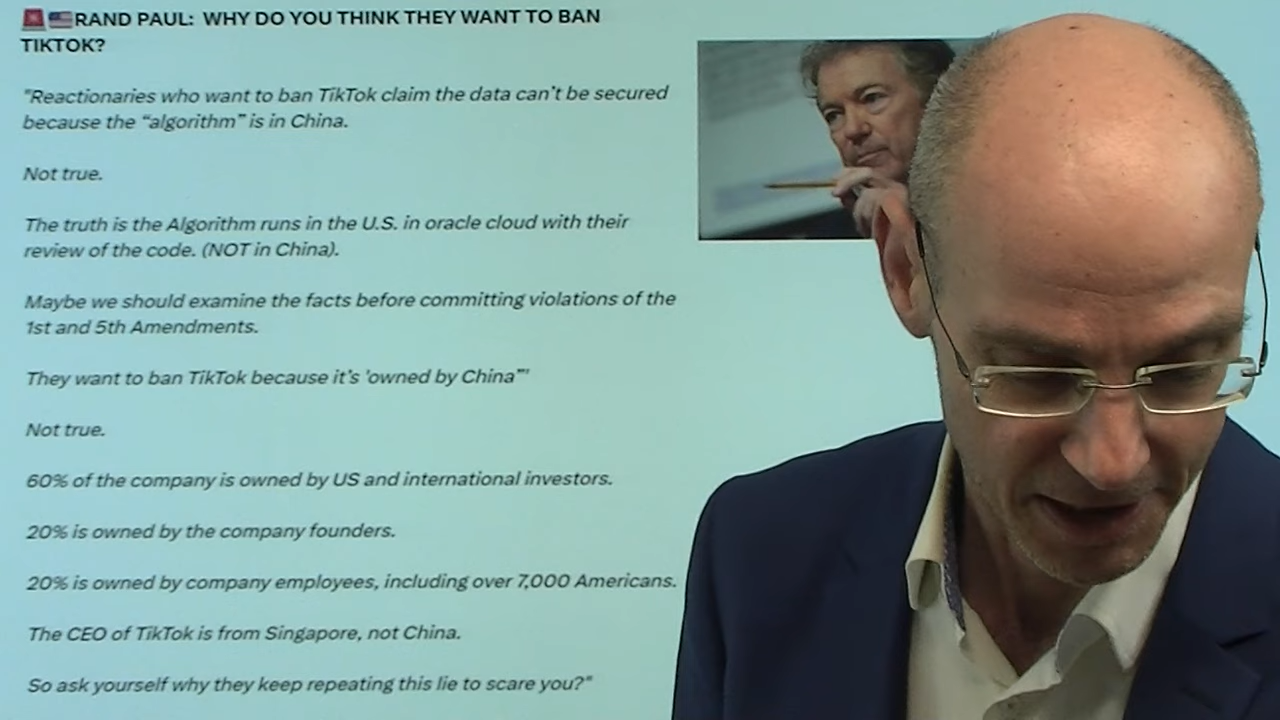 🚨🇺🇸RAND PAUL: WHY DO YOU THINK THEY WANT TO BAN
TIKTOK?
"Reactionaries who want to ban TikTok claim the data can't be secured
because the “algorithm” is in China.
Not true.
The truth is the Algorithm runs in the U.S. in oracle cloud with their
review of the code. (NOT in China).
Maybe we should examine the facts before committing violations of the
1st and 5th Amendments.
They want to ban TikTok because it's 'owned by China”'
Not true.
60% of the company is owned by US and international investors.
20% is owned by the company founders.
20% is owned by company employees, including over 7,000 Americans.
The CEO of TikTok is from Singapore, not China.
So ask yourself why they keep repeating this lie to scare you?"